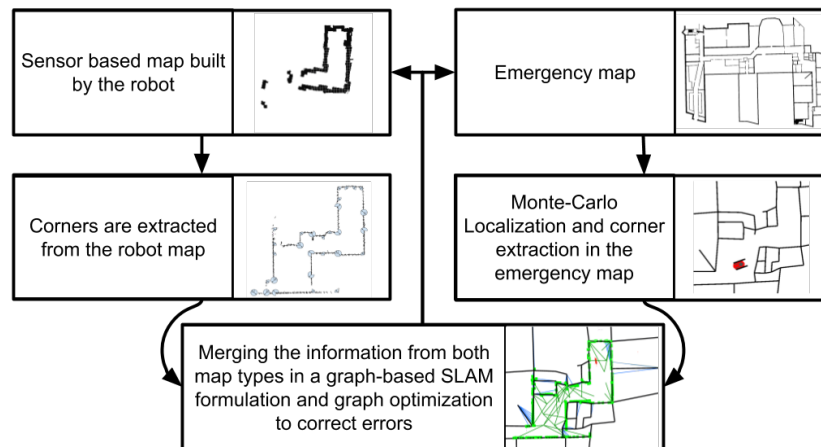 Sensor based map built
by the robot
Emergency map
Corners are extracted
from the robot map
Monte-Carlo
Localization and corner
extraction in the
emergency map
Merging the information from both
map types in a graph-based SLAM
formulation and graph optimization
to correct errors